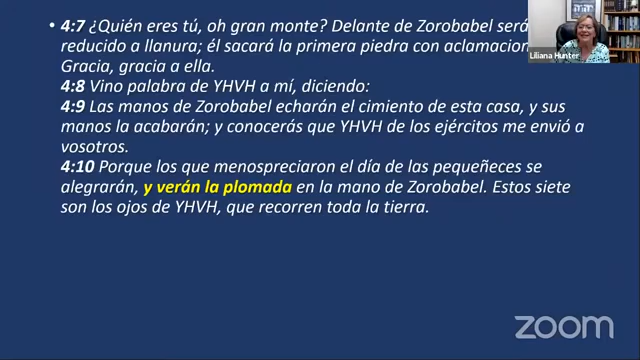 • 4:7 ¿Quién eres tú, oh gran monte? Delante de Zorobabel será
reducido a llanura; él sacará la primera piedra con aclamacion
Gracia, gracia a ella.
4:8 Vino palabra de YHVH a mí, diciendo:
4:9 Las manos de Zorobabel echarán el cimiento de esta casa, y sus
manos la acabarán; y conocerás que YHVH de los ejércitos me envió a
vosotros.
4:10 Porque los que menospreciaron el día de las pequeñeces se
alegrarán, y verán la plomada en la mano de Zorobabel. Estos siete
son los ojos de YHVH, que recorren toda la tierra.
Liliana Hunter
zoom